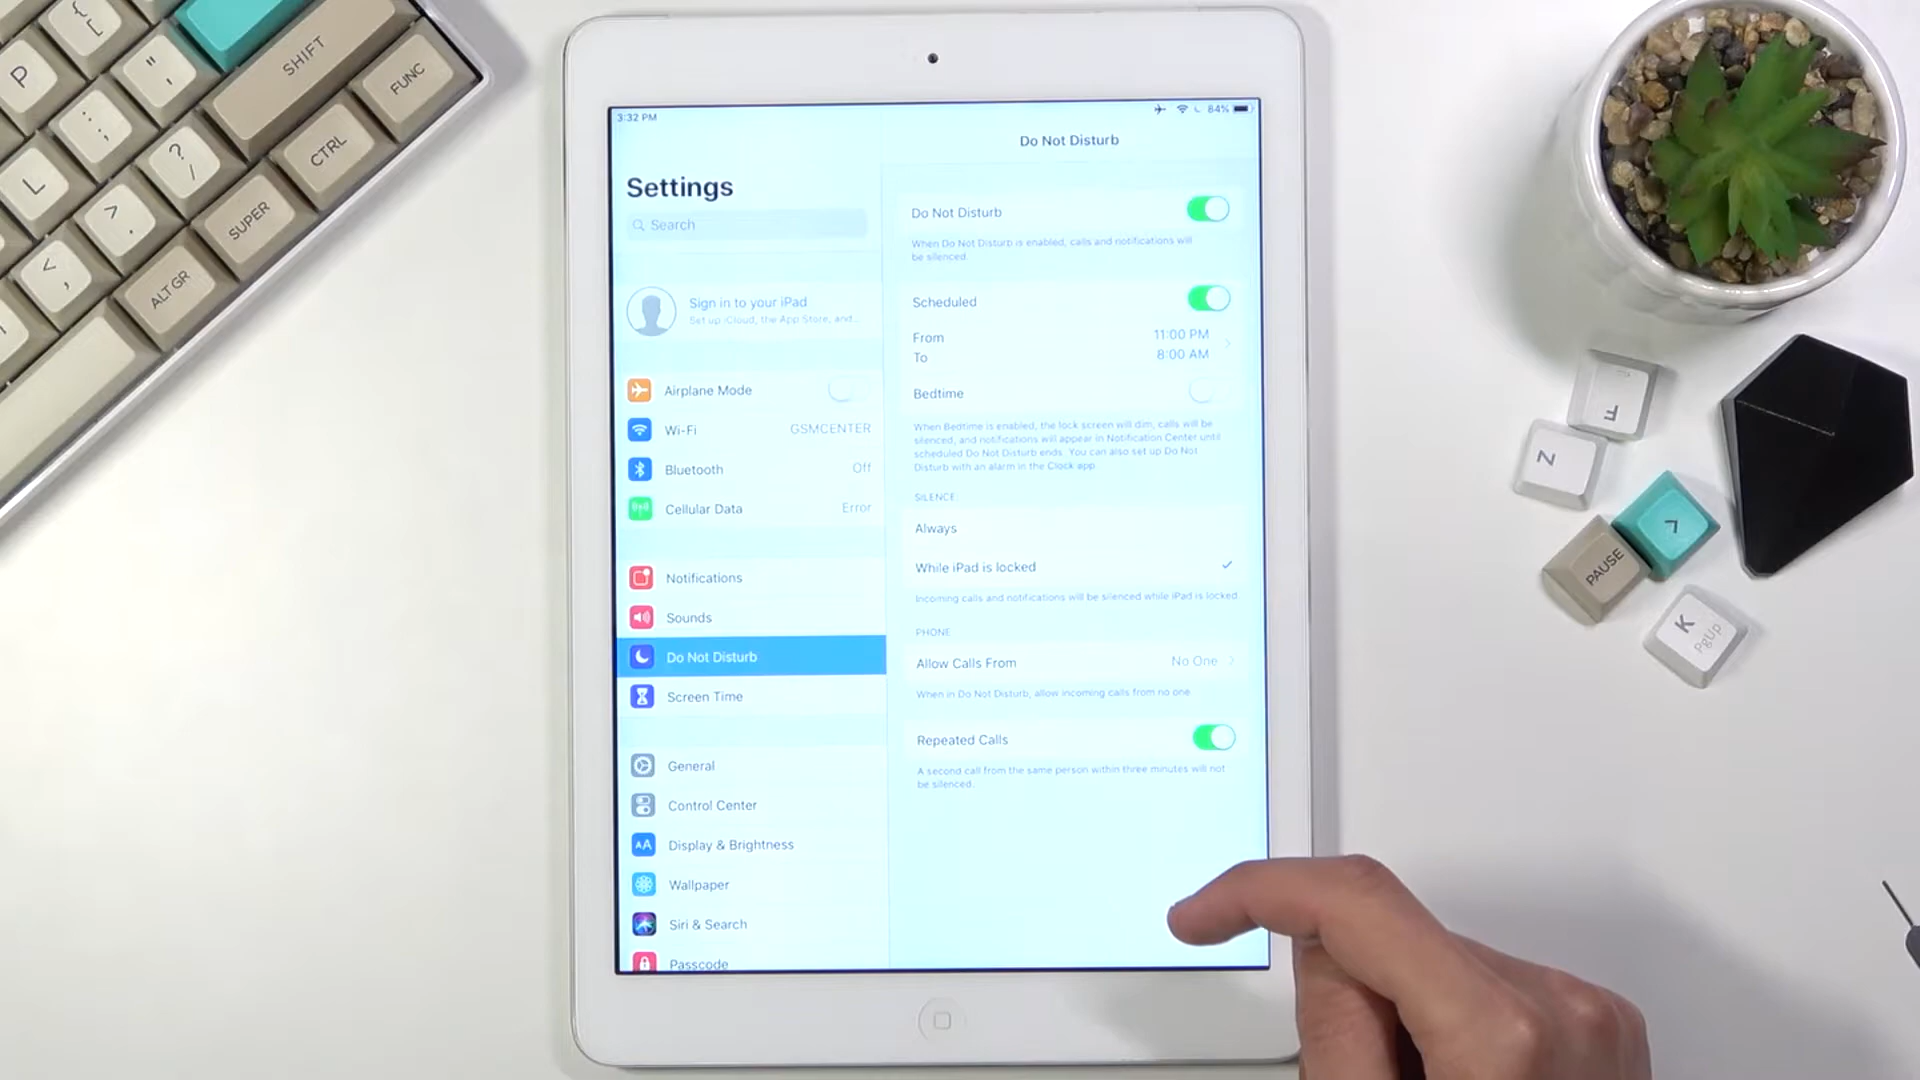 P
{
[
"
,
SHIFT
FUNC
:
;
?
/
CTRL
L
>
.
SUPER
<
,
ALT GR
3:32 PM
84%
Settings
Search
Sign in to your iPad
Set up iCloud, the App Store, and...
Airplane Mode
Wi-Fi
GSMCENTER
Bluetooth
Off
Cellular Data
Error
Notifications
Sounds
Do Not Disturb
Screen Time
General
Control Center
AA
Display & Brightness
Wallpaper
Siri & Search
Passcode
Do Not Disturb
Do Not Disturb
When Do Not Disturb is enabled, calls and notifications will
be silenced.
Scheduled
From
11:00 PM
To
8:00 AM
Bedtime
When Bedtime is enabled, the lock screen will dim, calls will be
silenced, and notifications will appear in Notification Center until
scheduled Do Not Disturb ends. You can also set up Do Not
Disturb with an alarm in the Clock app.
SILENCE
Always
While iPad is locked
Incoming calls and notifications will be silenced while iPad is locked.
PHONE
Allow Calls From
No One
When in Do Not Disturb, allow incoming calls from no one.
Repeated Calls
A second call from the same person within three minutes will not
be silenced.
F
Z
PAUSE
K
PgUp